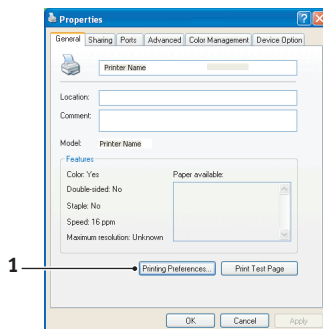 Properties
General Sharing Ports Advanced Color Management Device Option
Printer Name
Location:
Comment:
Model: Printer Name
Features
Color: Yes Paper available:
Double-sided: No
Staple: No
Speed: 16 ppm
Maximum resolution: Unknown
1 Printing Preferences... Print Test Page
OK Cancel Apply